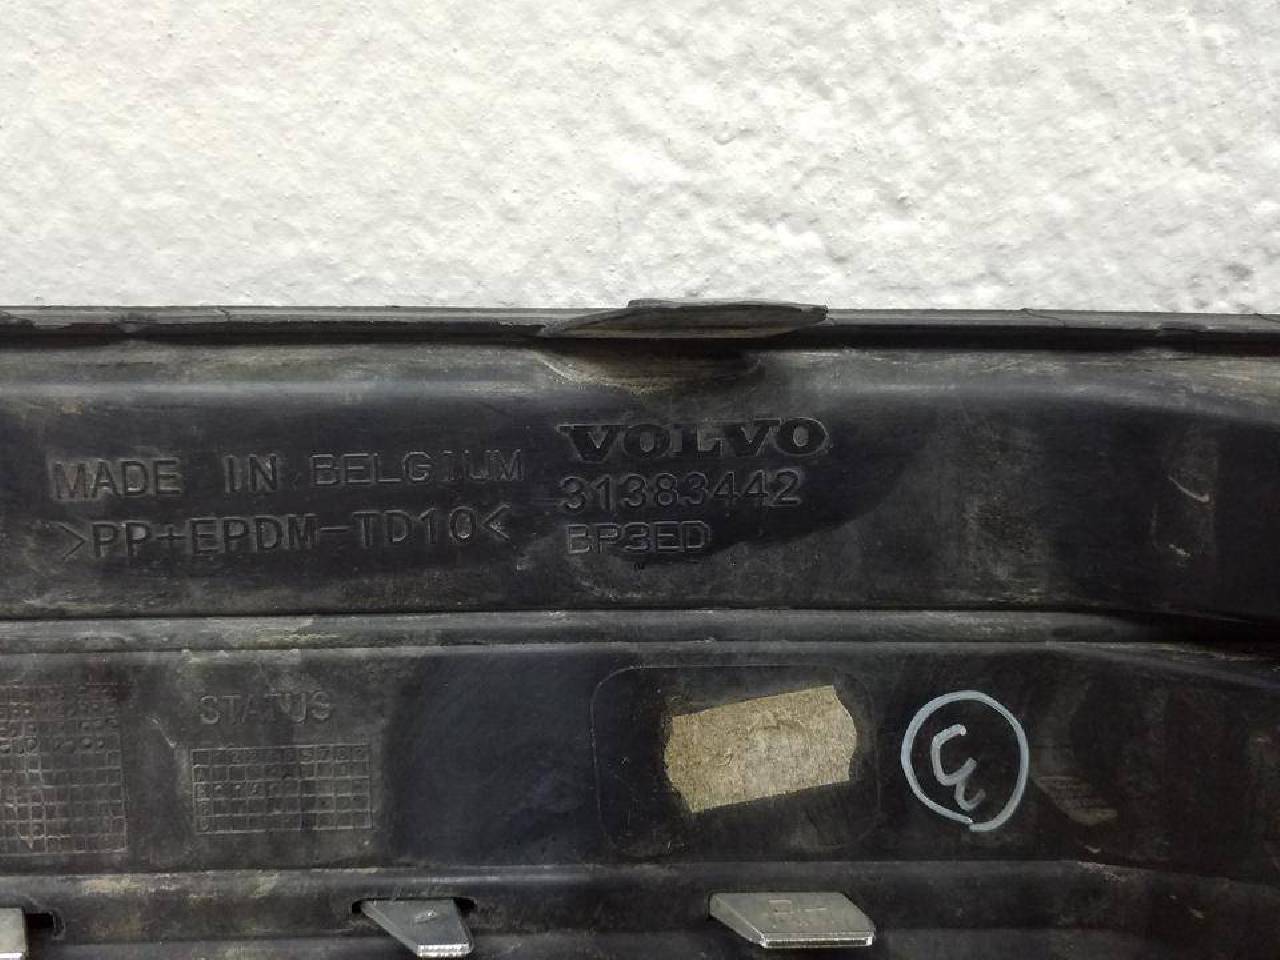 VOLVO
MADE IN BELGIUM
31383442
>PP+EPDM-TD10<
BP3ED
STATUS